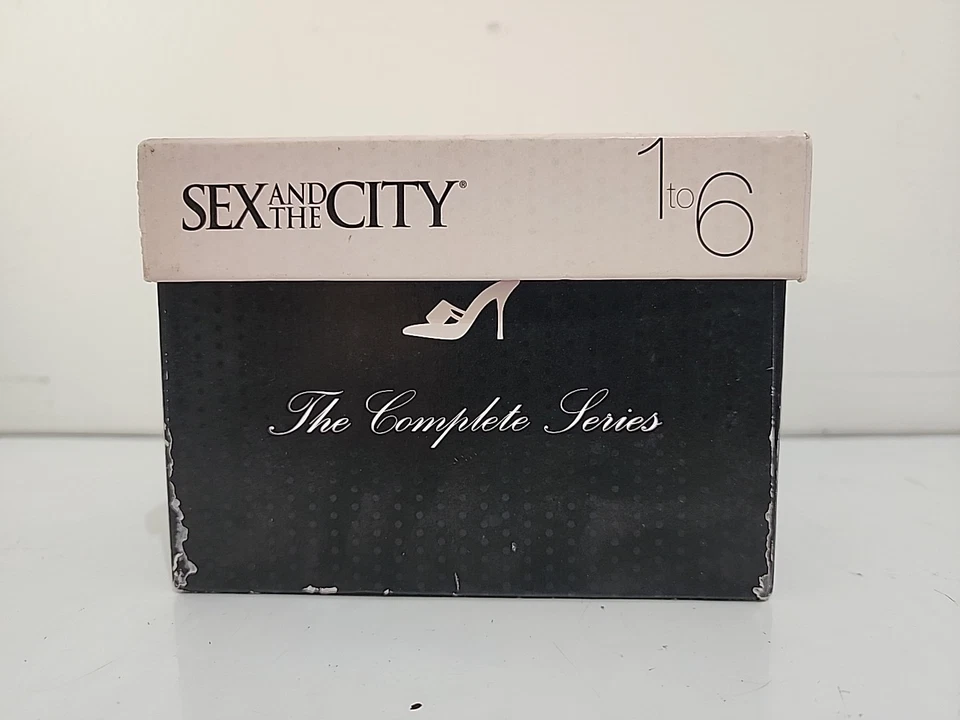 SEX AND THE CITY®
1 to 6
The Complete Series